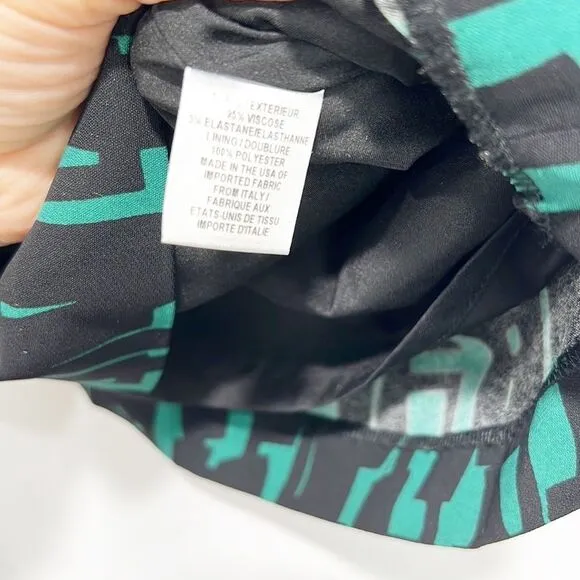 EXTERIEUR
95% VISCOSE
5% ELASTANE/ELASTHANNE
LINING / DOUBLURE
100% POLYESTER
MADE IN THE USA OF
IMPORTED FABRIC
FROM ITALY /
FABRIQUE AUX
ETATS-UNIS DE TISSU
IMPORTE D'ITALIE